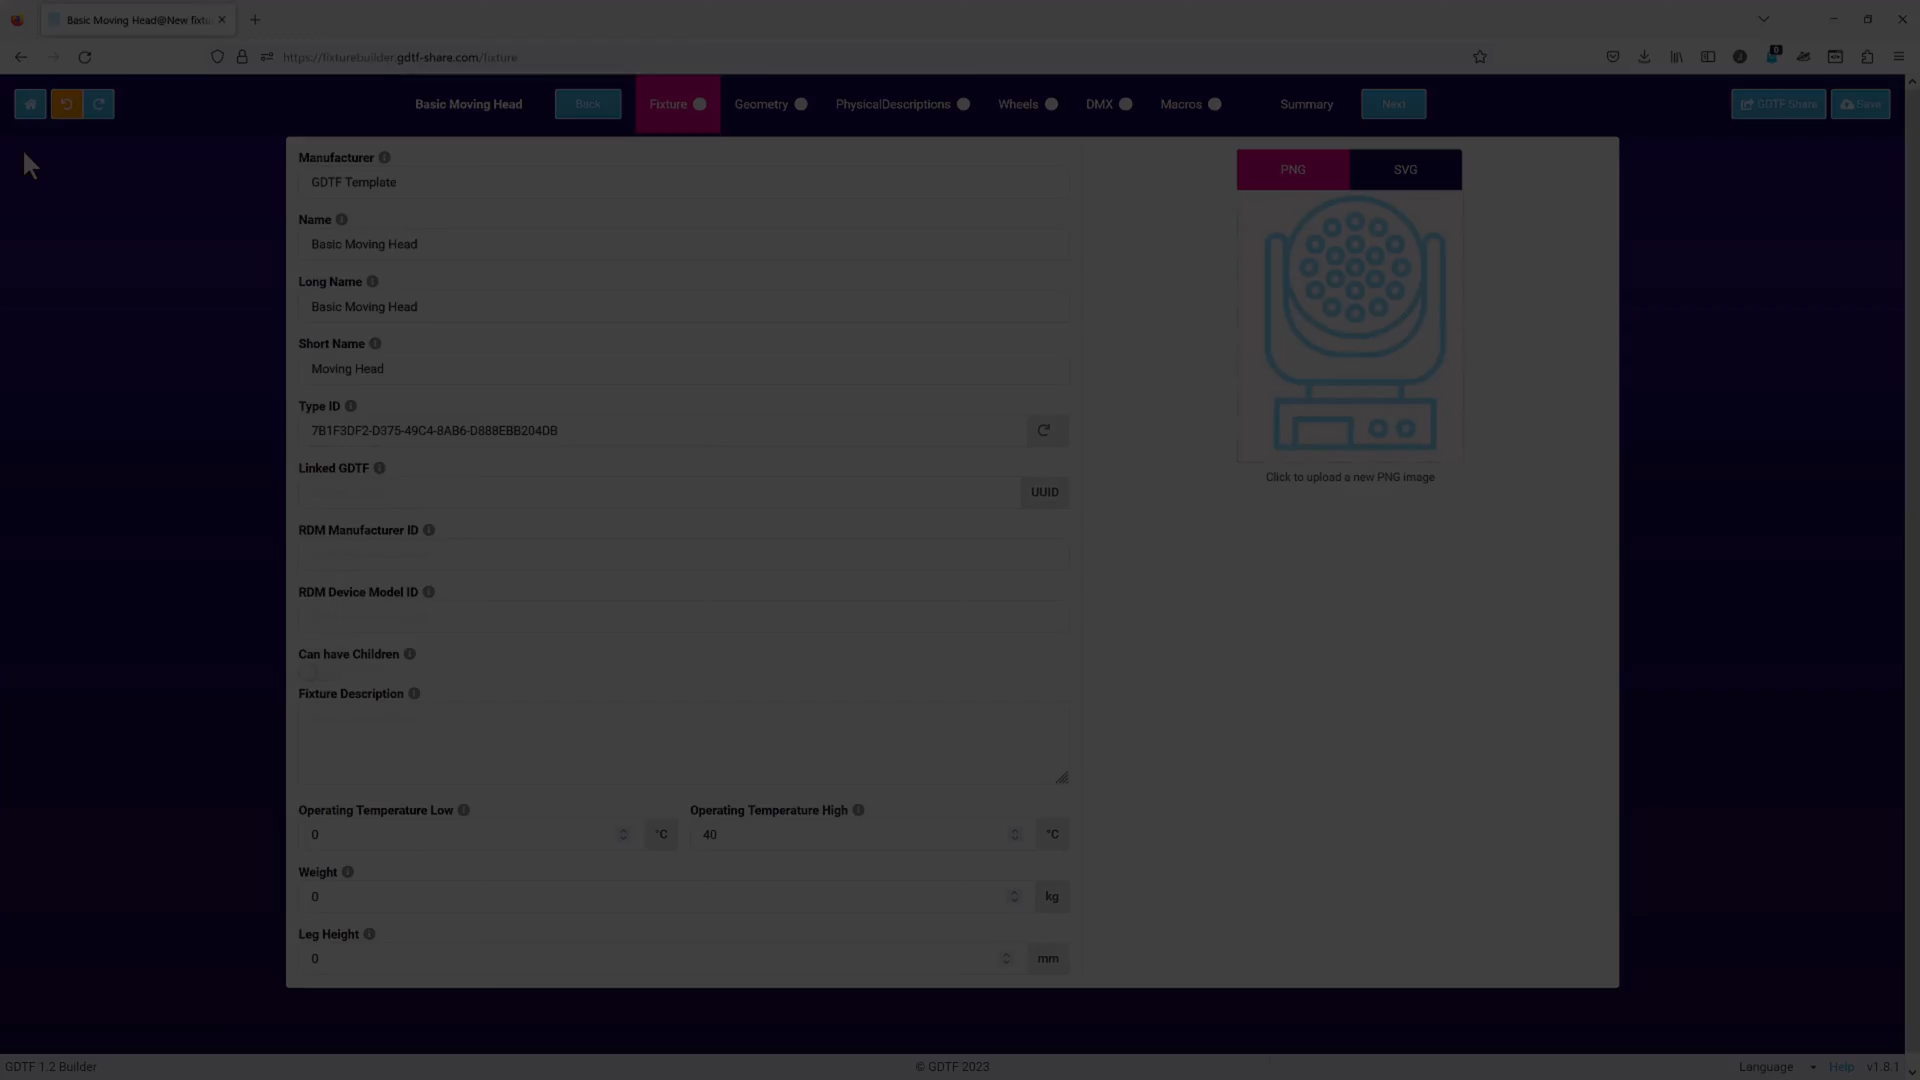 Basic Moving Head@New fixtu
https://fixturebuilder.gdtf-share.com/fixture
0
Basic Moving Head
Back
Fixture
Geometry
PhysicalDescriptions
Wheels
DMX
Macros
Summary
Next
GDTF Share
Save
Manufacturer
GDTF Template
Name
Basic Moving Head
Long Name
Basic Moving Head
Short Name
Moving Head
Type ID
7B1F3DF2-D375-49C4-8AB6-D888EBB204DB
Linked GDTF
UUID
RDM Manufacturer ID
RDM Device Model ID
Can have Children
Fixture Description
Operating Temperature Low
0
°C
Operating Temperature High
40
°C
Weight
0
kg
Leg Height
0
mm
PNG
SVG
Click to upload a new PNG image
GDTF 1.2 Builder
© GDTF 2023
Language
Help
v1.8.1